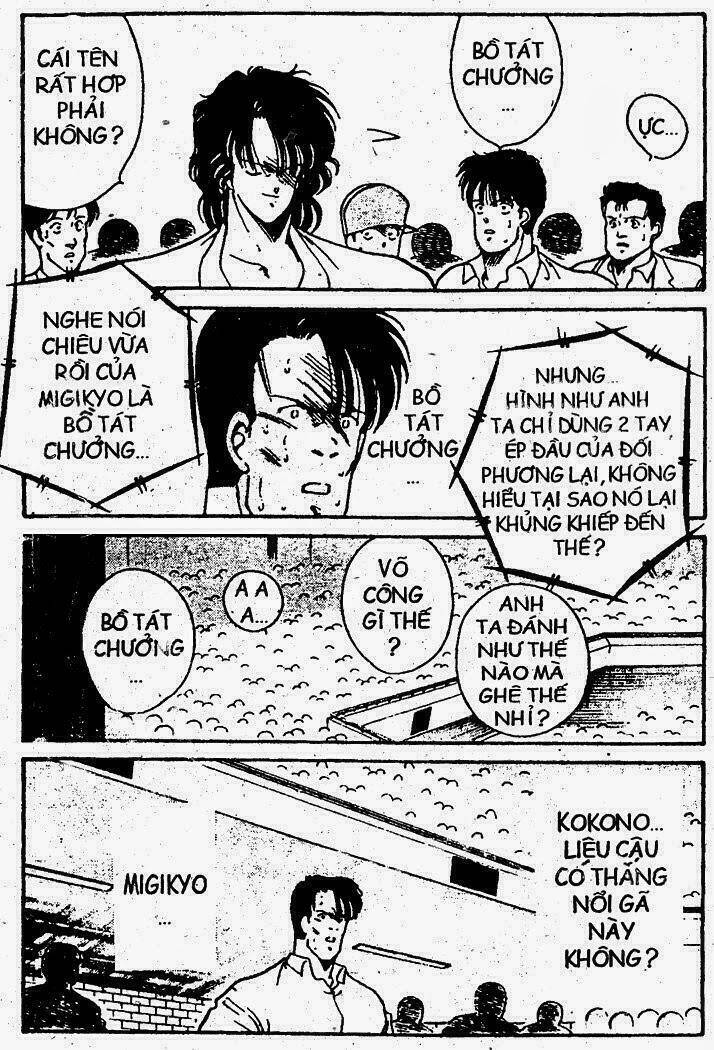 CÁI TÊN
RẤT HƠP
PHẢI
KHÔNG?
BỒ TÁT
CHƯỞNG
...
ỰC...
NGHE NÓI
CHIÊU VỪA
RỒI CỦA
MIGIKYO LÀ
BỒ TÁT
CHƯỞNG...
BỒ
TÁT
CHƯỞNG
...
NHƯNG...
HÌNH NHƯ ANH
TA CHỈ DÙNG 2 TAY
ÉP ĐẦU CỦA ĐỐI
PHƯƠNG LẠI, KHÔNG
HIỂU TẠI SAO NÓ LẠI
KHỦNG KHIẾP ĐẾN
THẾ?
BỒ TÁT
CHƯỞNG
...
A A
A...
VÕ
CÔNG
GÌ THẾ
?
ANH
TA ĐÁNH
NHƯ THẾ
NÀO MÀ
GHÊ THẾ
NHỈ?
MIGIKYO
...
KOKONO...
LIỆU CẬU
CÓ THẮNG
NỔI GÃ
NÀY
KHÔNG?